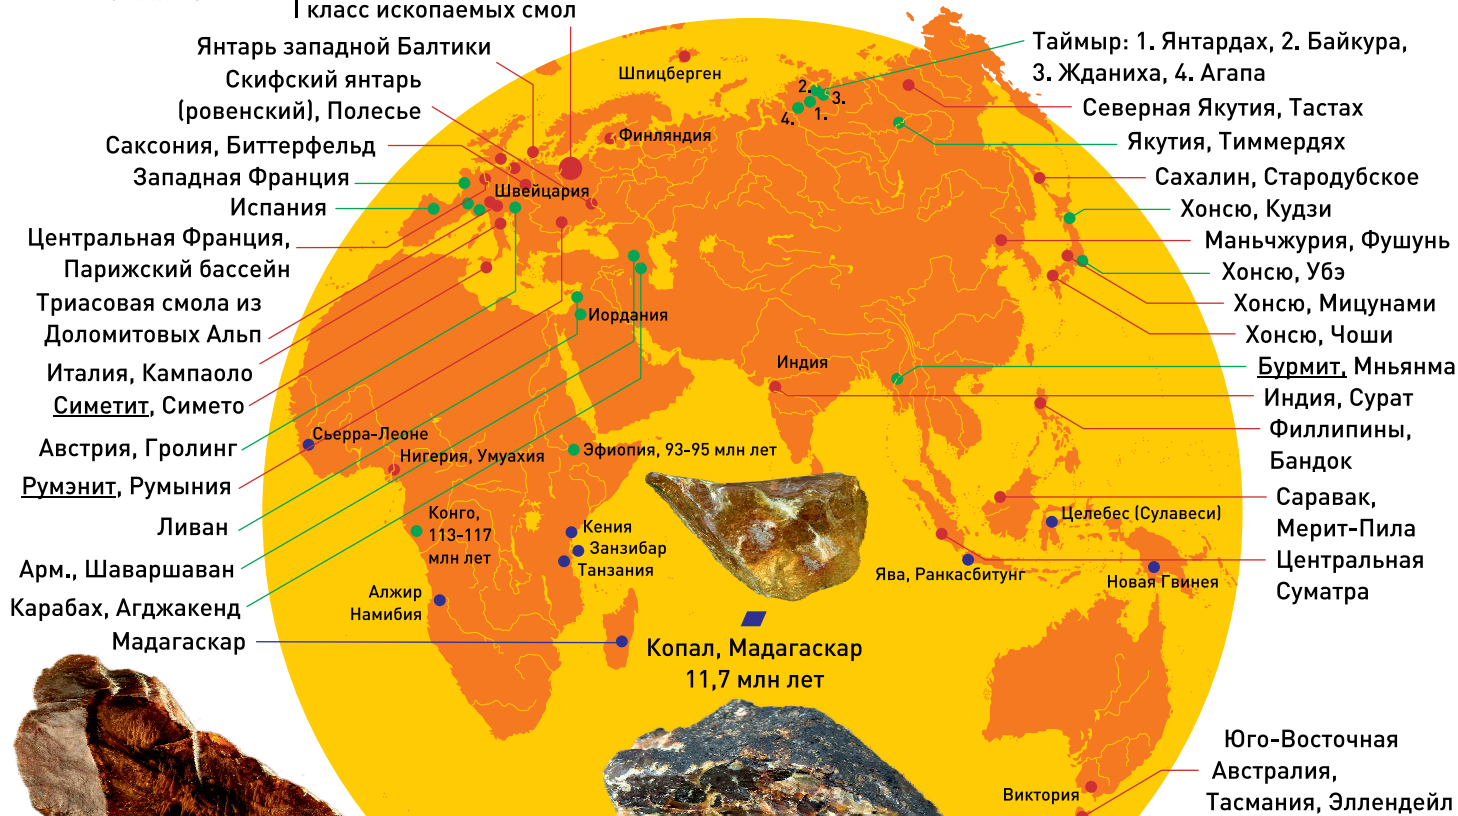 класс ископаемых смол
Янтарь западной Балтики
Скифский янтарь
(ровенский), Полесье
Саксония, Биттерфельд
Западная Франция
Испания
Центральная Франция,
Парижский бассейн
Триасовая смола из
Доломитовых Альп
Италия, Кампаоло
Симетит, Симето
Австрия, Гролинг
Румэнит, Румыния
Ливан
Арм., Шаваршаван
Карабах, Агджакенд
Мадагаскар
Шпицберген
Финляндия
Швейцария
Иордания
Индия
Сьерра-Леоне
Нигерия, Умуахия
Эфиопия, 93-95 млн лет
Конго,
113-117
млн лет
Кения
Занзибар
Танзания
Алжир
Намибия
Копал, Мадагаскар
11,7 млн лет
2.
3.
4.
1.
Таймыр: 1. Янтардах, 2. Байкура,
3. Жданиха, 4. Агапа
Северная Якутия, Тастах
Якутия, Тиммердях
Сахалин, Стародубское
Хонсю, Кудзи
Маньчжурия, Фушунь
Хонсю, Убэ
Хонсю, Мицунами
Хонсю, Чоши
Бурмит, Мньянма
Индия, Сурат
Филлипины,
Бандок
Саравак,
Мерит-Пила
Центральная
Суматра
Целебес (Сулавеси)
Ява, Ранкасбитунг
Новая Гвинея
Виктория
Юго-Восточная
Австралия,
Тасмания, Эллендейл